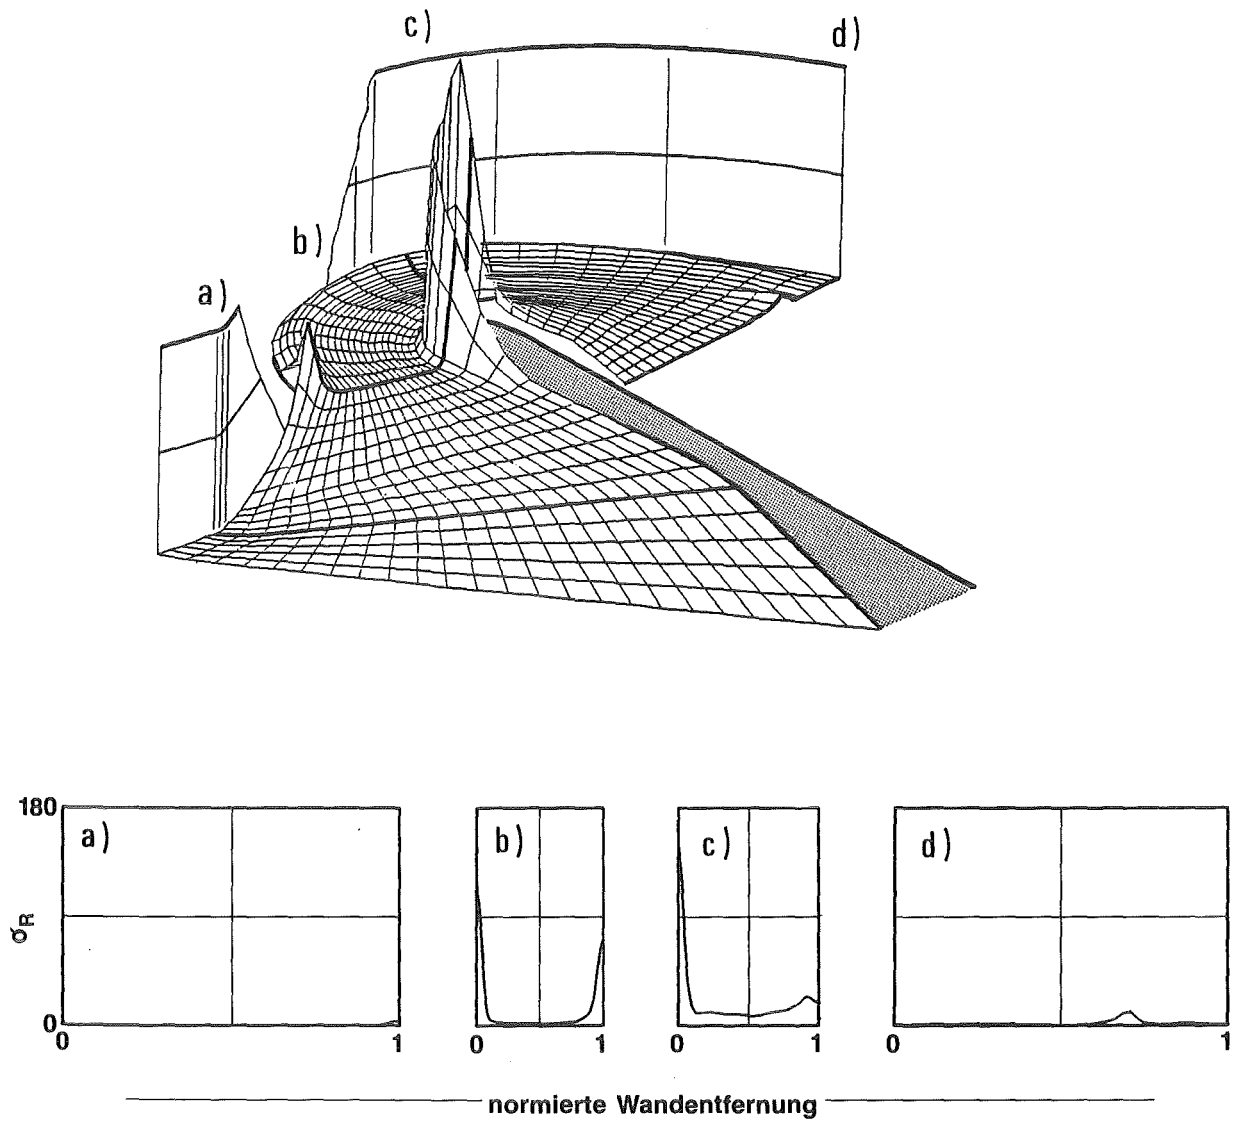 c) d)
b)
a)
180
a) b) c) d)
σR
0
0 1 0 1 0 1 0 1
normierte Wandentfernung